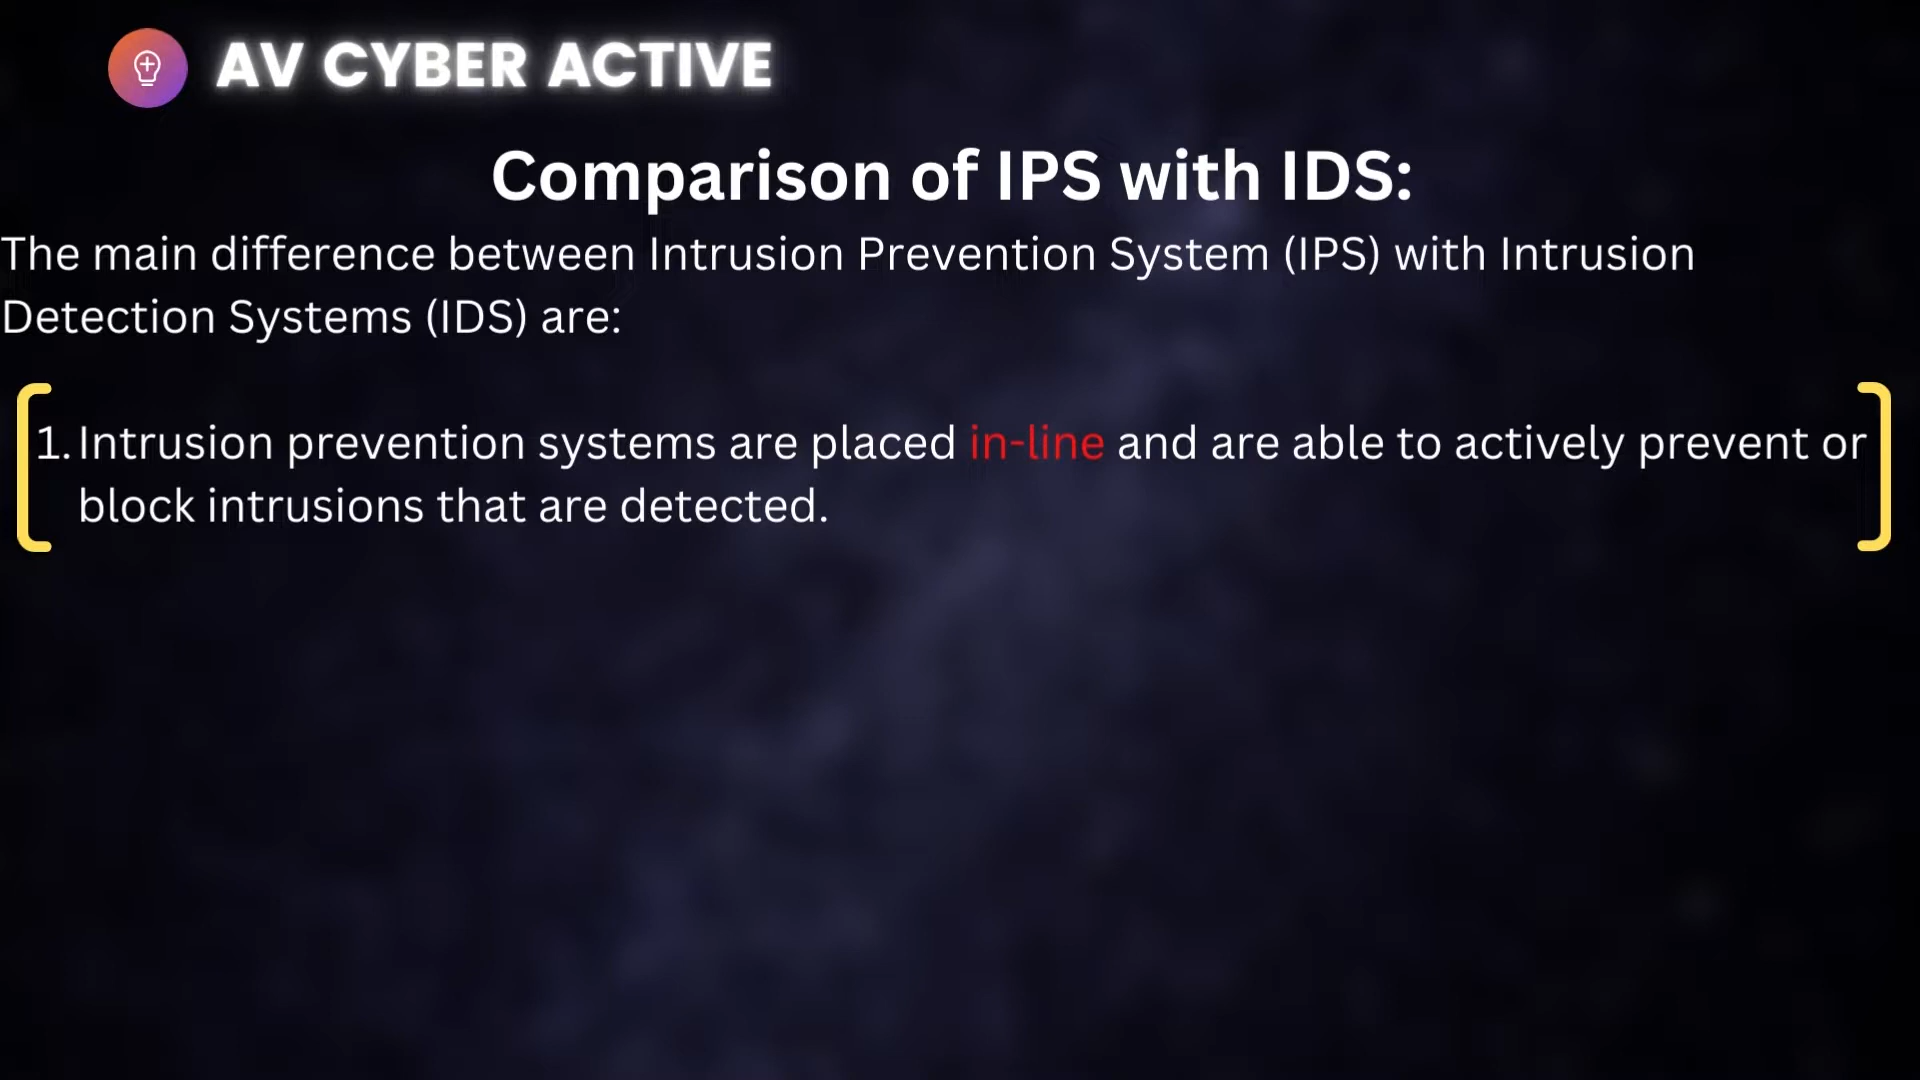 AV CYBER ACTIVE
Comparison of IPS with IDS:
The main difference between Intrusion Prevention System (IPS) with Intrusion
Detection Systems (IDS) are:
1. Intrusion prevention systems are placed in-line and are able to actively prevent or
block intrusions that are detected.